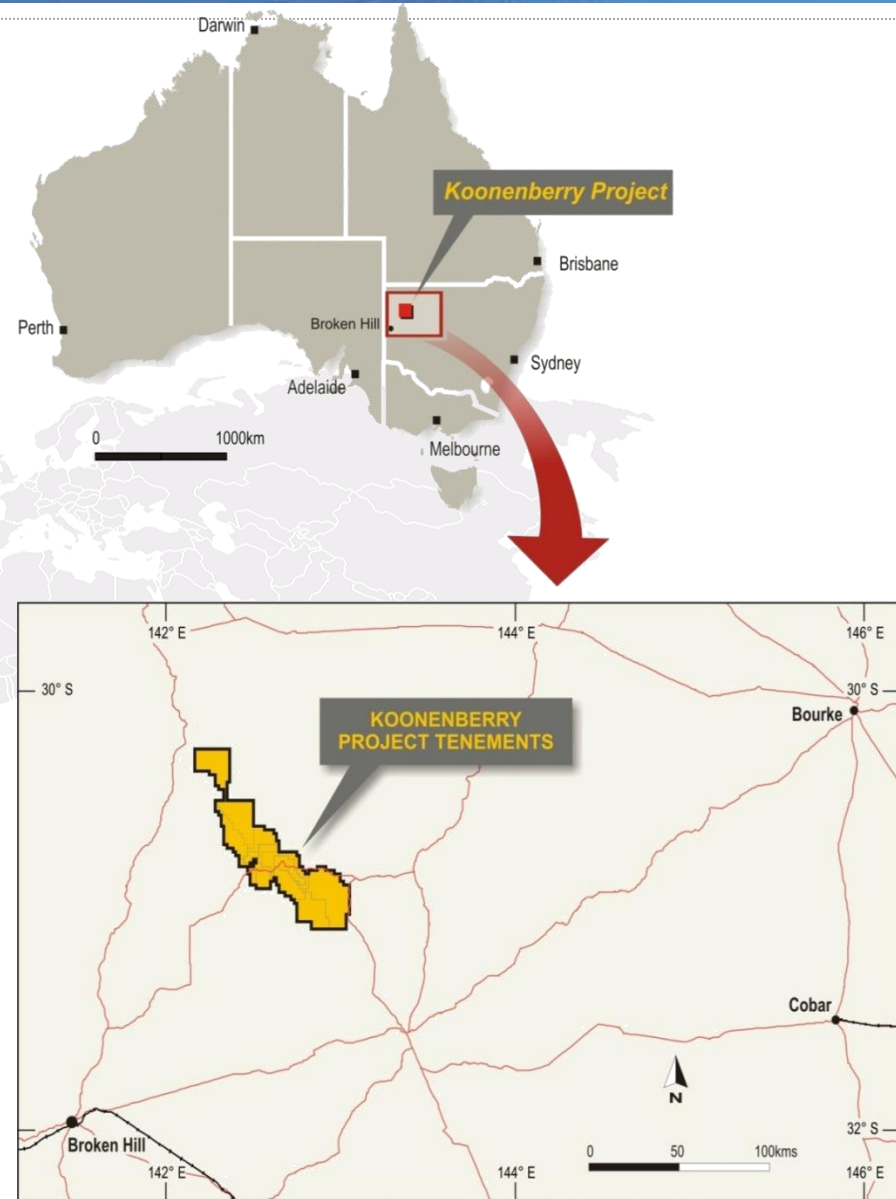 Darwin
Koonenberry Project
Brisbane
Perth
Broken Hill
Sydney
Adelaide
0 1000km
Melbourne
142° E 144° E 146° E
30° S 30° S
KOONENBERRY
PROJECT TENEMENTS
Bourke
Cobar
N
32° S
Broken Hill
0 50 100kms
142° E 144° E 146° E